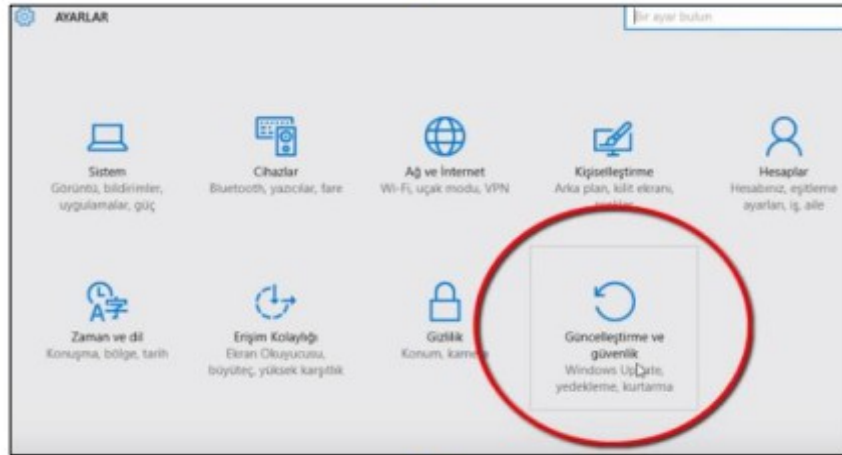 AYARLAR
Bir ayar bulun
Sistem
Görüntü, bildirimler,
uygulamalar, güç
Cihazlar
Bluetooth, yazıcılar, fare
Ağ ve İnternet
Wi-Fi, uçak modu, VPN
Kişiselleştirme
Arka plan, kilit ekranı,
Hesaplar
Hesabınız, eşitleme
ayarları, iş, aile
Zaman ve dil
Konuşma, bölge, tarih
Erişim Kolaylığı
Ekran Okuyucusu,
büyüteç, yüksek karşıtlık
Gizlilik
Konum, kamera
Güncelleştirme ve
güvenlik
Windows Update,
yedekleme, kurtarma